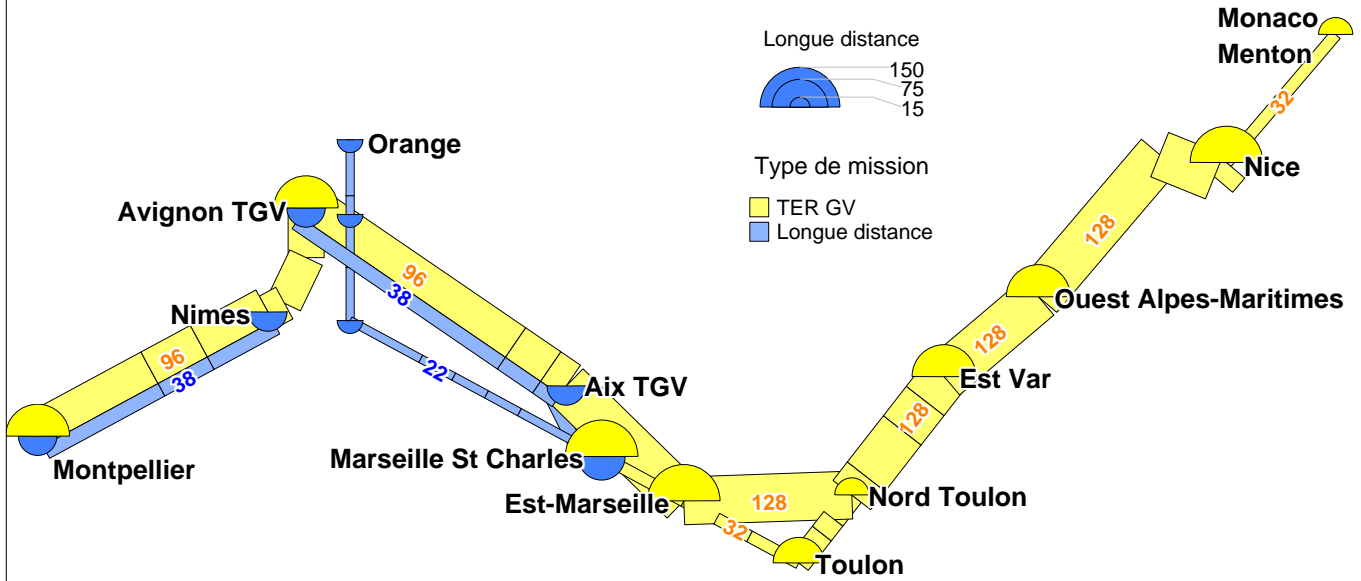 Monaco
Menton
Longue distance
150
75
15
32
Orange
Type de mission
Nice
Avignon TGV
TER GV
Longue distance
128
96
38
Ouest Alpes-Maritimes
Nimes
128
96
22
38
Aix TGV
Est Var
128
Marseille St Charles
Montpellier
Est-Marseille
128
Nord Toulon
32
Toulon